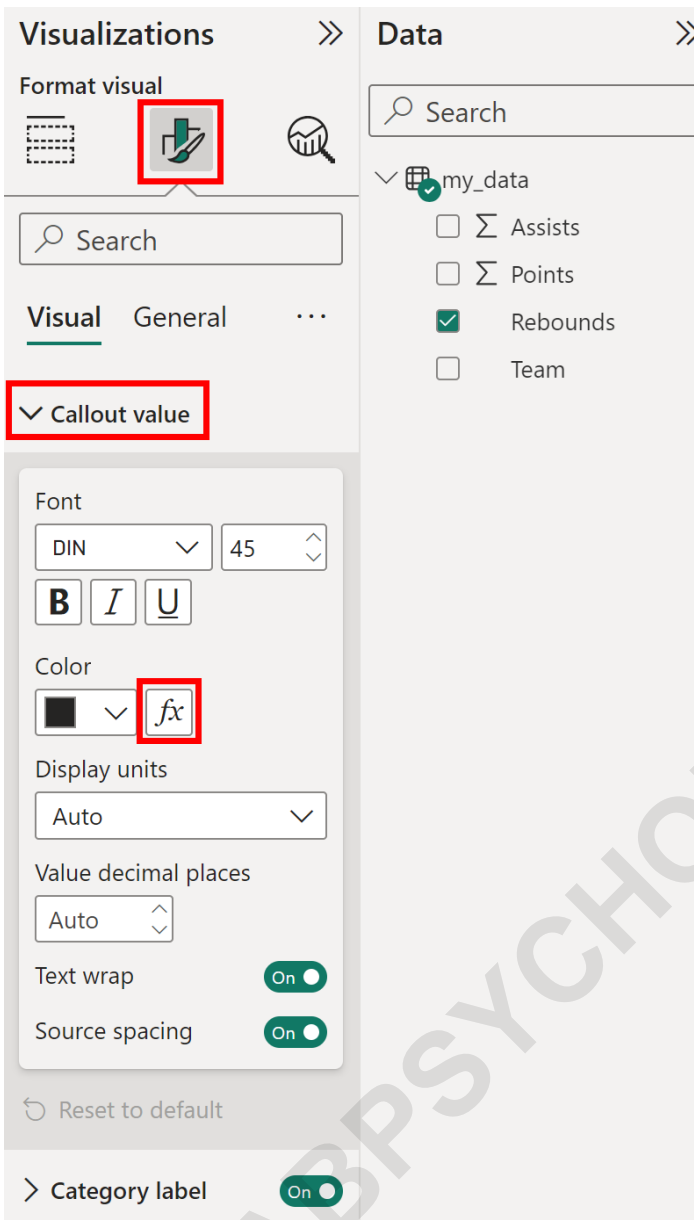 Visualizations
Format visual
Search
Visual General ...
Callout value
Font
DIN 45
B I U
Color
fx
Display units
Auto
Value decimal places
Auto
Text wrap On
Source spacing On
Reset to default
Category label On
Data
Search
my_data
Σ Assists
Σ Points
Rebounds
Team
ABPSYCHO